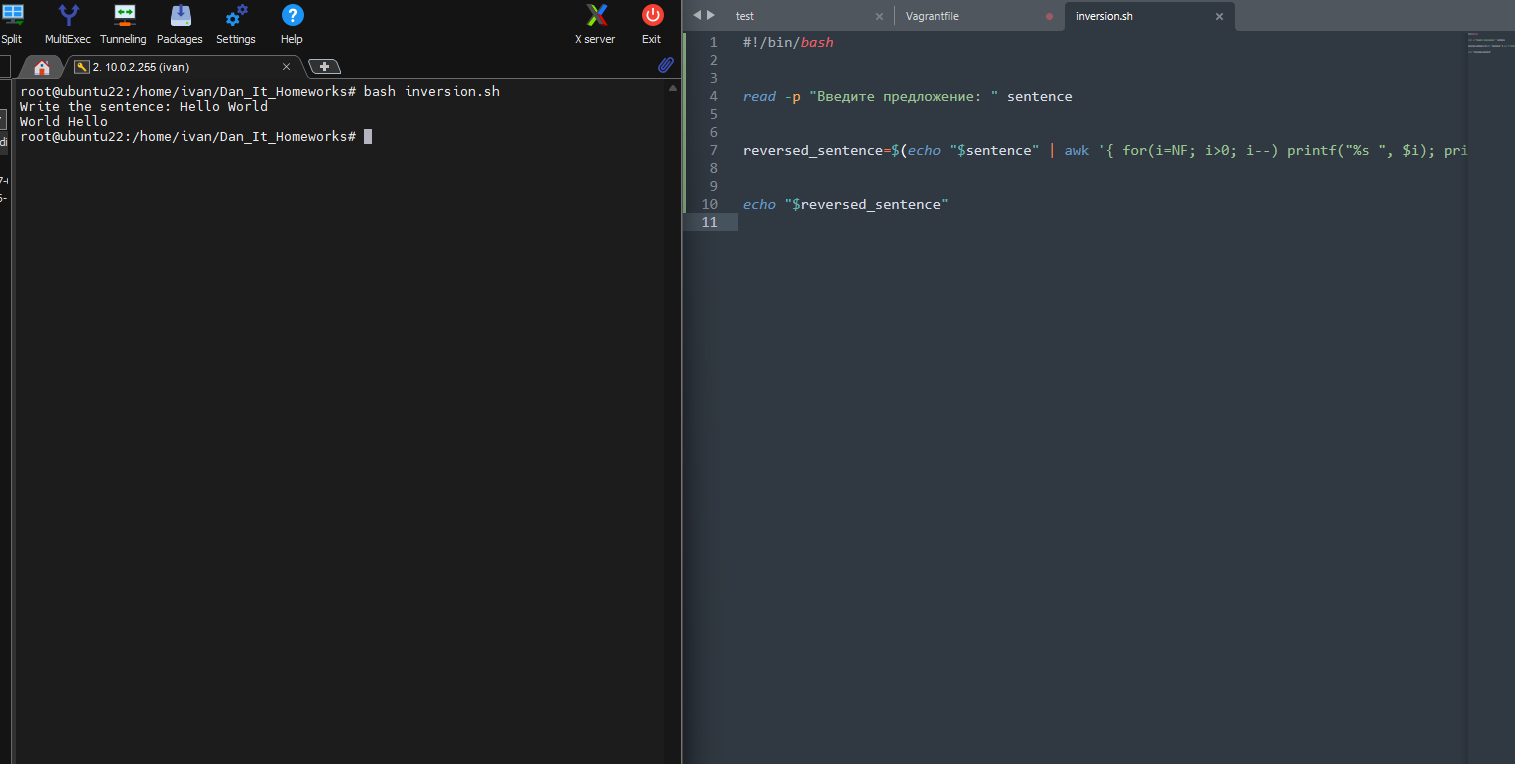 Split
MultiExec
Tunneling
Packages
Settings
Help
X server
Exit
2. 10.0.2.255 (ivan)
root@ubuntu22:/home/ivan/Dan_It_Homeworks# bash inversion.sh
Write the sentence: Hello World
World Hello
root@ubuntu22:/home/ivan/Dan_It_Homeworks#
test
Vagrantfile
inversion.sh
1 #!/bin/bash
2
3
4 read -p "Введите предложение: " sentence
5
6
7 reversed_sentence=$(echo "$sentence" | awk '{ for(i=NF; i>0; i--) printf("%s ", $i); pri
8
9
10 echo "$reversed_sentence"
11